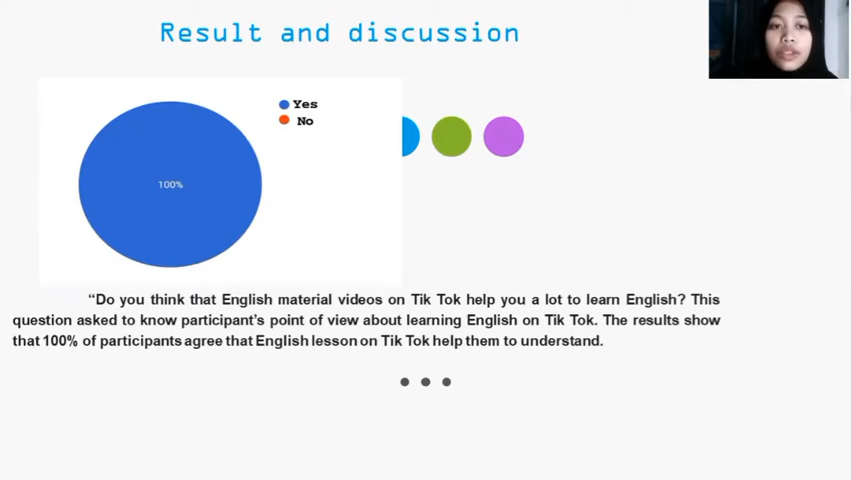 Result and discussion
Yes
No
100%
“Do you think that English material videos on Tik Tok help you a lot to learn English? This
question asked to know participant's point of view about learning English on Tik Tok. The results show
that 100% of participants agree that English lesson on Tik Tok help them to understand.